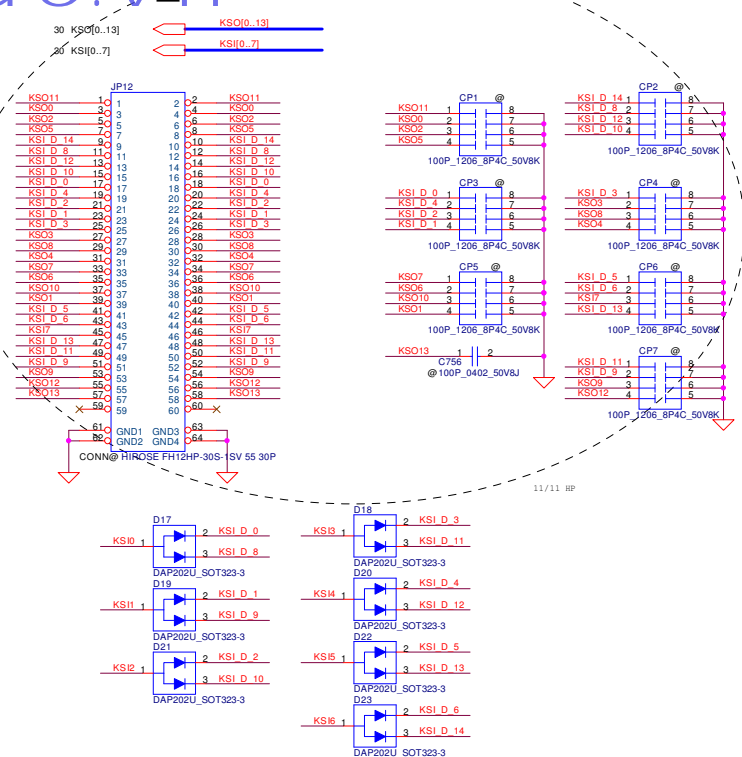 30 KSO[0..13] KSO[0..13]
30 KSI[0..7] KSI[0..7]
JP12
KSO11 1 1 2 2 KSO11
KSO0 3 3 4 4 KSO0
KSO2 5 5 6 6 KSO2
KSO5 7 7 8 8 KSO5
KSI_D_14 9 9 10 10 KSI_D_14
KSI_D_8 11 11 12 12 KSI_D_8
KSI_D_12 13 13 14 14 KSI_D_12
KSI_D_10 15 15 16 16 KSI_D_10
KSI_D_0 17 17 18 18 KSI_D_0
KSI_D_4 19 19 20 20 KSI_D_4
KSI_D_2 21 21 22 22 KSI_D_2
KSI_D_1 23 23 24 24 KSI_D_1
KSI_D_3 25 25 26 26 KSI_D_3
KSO3 27 27 28 28 KSO3
KSO8 29 29 30 30 KSO8
KSO4 31 31 32 32 KSO4
KSO7 33 33 34 34 KSO7
KSO6 35 35 36 36 KSO6
KSO10 37 37 38 38 KSO10
KSO1 39 39 40 40 KSO1
KSI_D_5 41 41 42 42 KSI_D_5
KSI_D_6 43 43 44 44 KSI_D_6
KSI7 45 45 46 46 KSI7
KSI_D_13 47 47 48 48 KSI_D_13
KSI_D_11 49 49 50 50 KSI_D_11
KSI_D_9 51 51 52 52 KSI_D_9
KSO9 53 53 54 54 KSO9
KSO12 55 55 56 56 KSO12
KSO13 57 57 58 58 KSO13
59 59 60 60
61 GND1 GND3 63
62 GND2 GND4 64
CONN@ HIROSE FH12HP-30S-1SV 55 30P
CP1 @
KSO11 1 8
KSO0 2 7
KSO2 3 6
KSO5 4 5
100P_1206_8P4C_50V8K
CP2 @
KSI_D_14 1 8
KSI_D_8 2 7
KSI_D_12 3 6
KSI_D_10 4 5
100P_1206_8P4C_50V8K
CP3 @
KSI_D_0 1 8
KSI_D_4 2 7
KSI_D_2 3 6
KSI_D_1 4 5
100P_1206_8P4C_50V8K
CP4 @
KSI_D_3 1 8
KSO3 2 7
KSO8 3 6
KSO4 4 5
100P_1206_8P4C_50V8K
CP5 @
KSO7 1 8
KSO6 2 7
KSO10 3 6
KSO1 4 5
100P_1206_8P4C_50V8K
CP6 @
KSI_D_5 1 8
KSI_D_6 2 7
KSI7 3 6
KSI_D_13 4 5
100P_1206_8P4C_50V8K
KSO13 1 2
C756
@ 100P_0402_50V8J
CP7 @
KSI_D_11 1 8
KSI_D_9 2 7
KSO9 3 6
KSO12 4 5
100P_1206_8P4C_50V8K
11/11 HP
D17
KSI0 1 2 KSI_D_0
3 KSI_D_8
DAP202U_SOT323-3
D18
KSI3 1 2 KSI_D_3
3 KSI_D_11
DAP202U_SOT323-3
D19
KSI1 1 2 KSI_D_1
3 KSI_D_9
DAP202U_SOT323-3
D20
KSI4 1 2 KSI_D_4
3 KSI_D_12
DAP202U_SOT323-3
D21
KSI2 1 2 KSI_D_2
3 KSI_D_10
DAP202U_SOT323-3
D22
KSI5 1 2 KSI_D_5
3 KSI_D_13
DAP202U_SOT323-3
D23
KSI6 1 2 KSI_D_6
3 KSI_D_14
DAP202U_SOT323-3